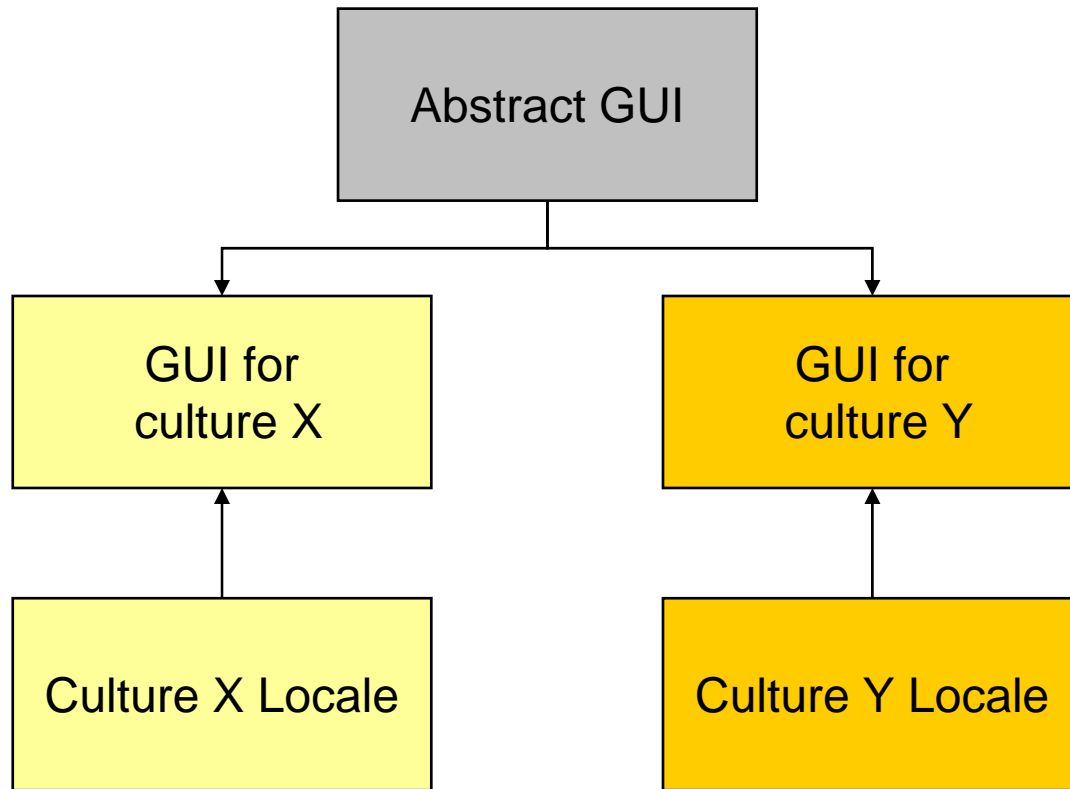 Abstract GUI
GUI for
culture X
GUI for
culture Y
Culture X Locale
Culture Y Locale